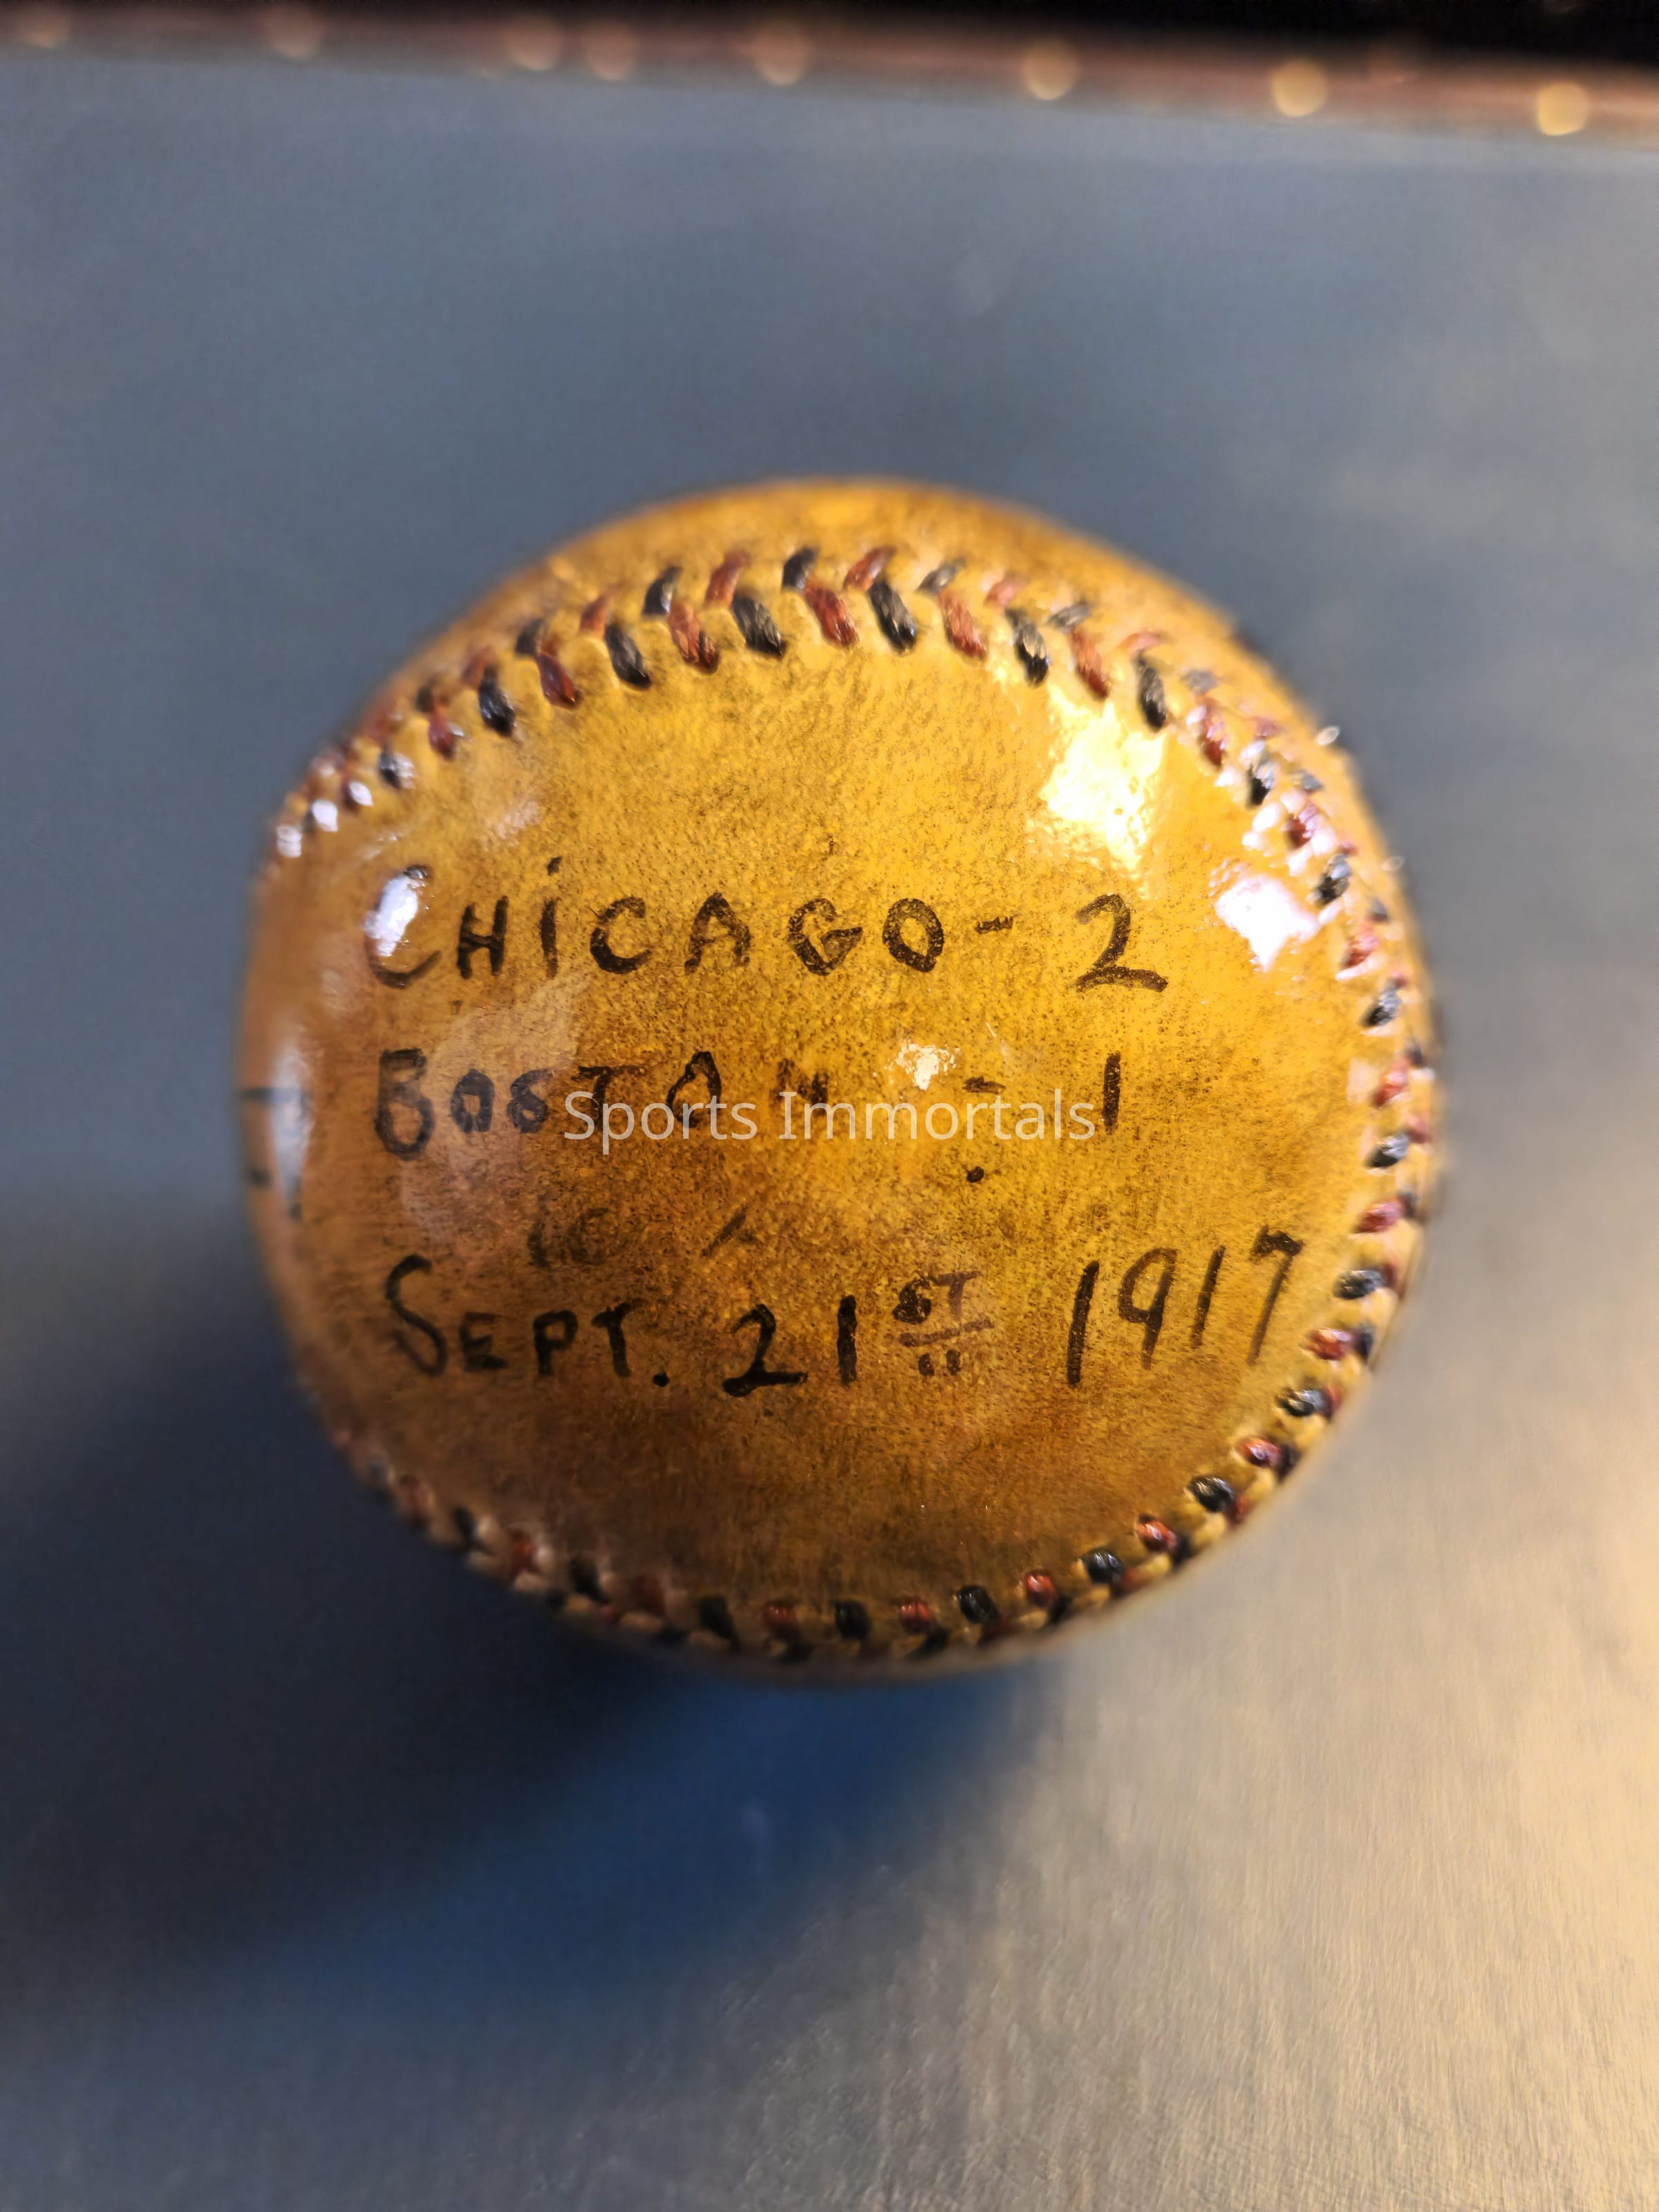 CHICAGO - 2
BOSTON - 1
Sports Immortals
SEPT. 21ST 1917